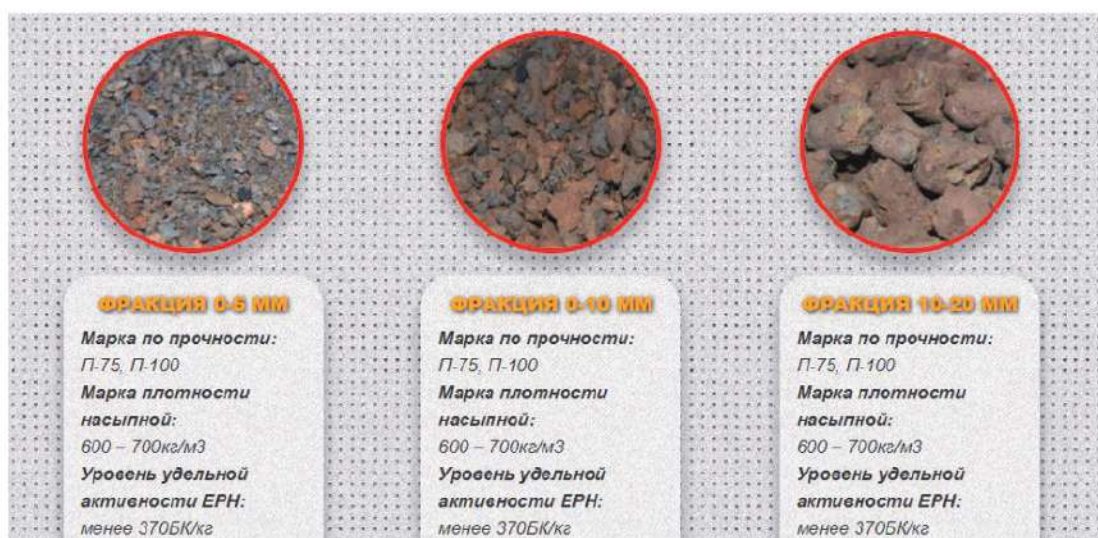 ФРАКЦИЯ 0-5 ММ
Марка по прочности:
П-75, П-100
Марка плотности
насыпной:
600 – 700кг/м3
Уровень удельной
активности ЕРН:
менее 370БК/кг
ФРАКЦИЯ 0-10 ММ
Марка по прочности:
П-75, П-100
Марка плотности
насыпной:
600 – 700кг/м3
Уровень удельной
активности ЕРН:
менее 370БК/кг
ФРАКЦИЯ 10-20 ММ
Марка по прочности:
П-75, П-100
Марка плотности
насыпной:
600 – 700кг/м3
Уровень удельной
активности ЕРН:
менее 370БК/кг